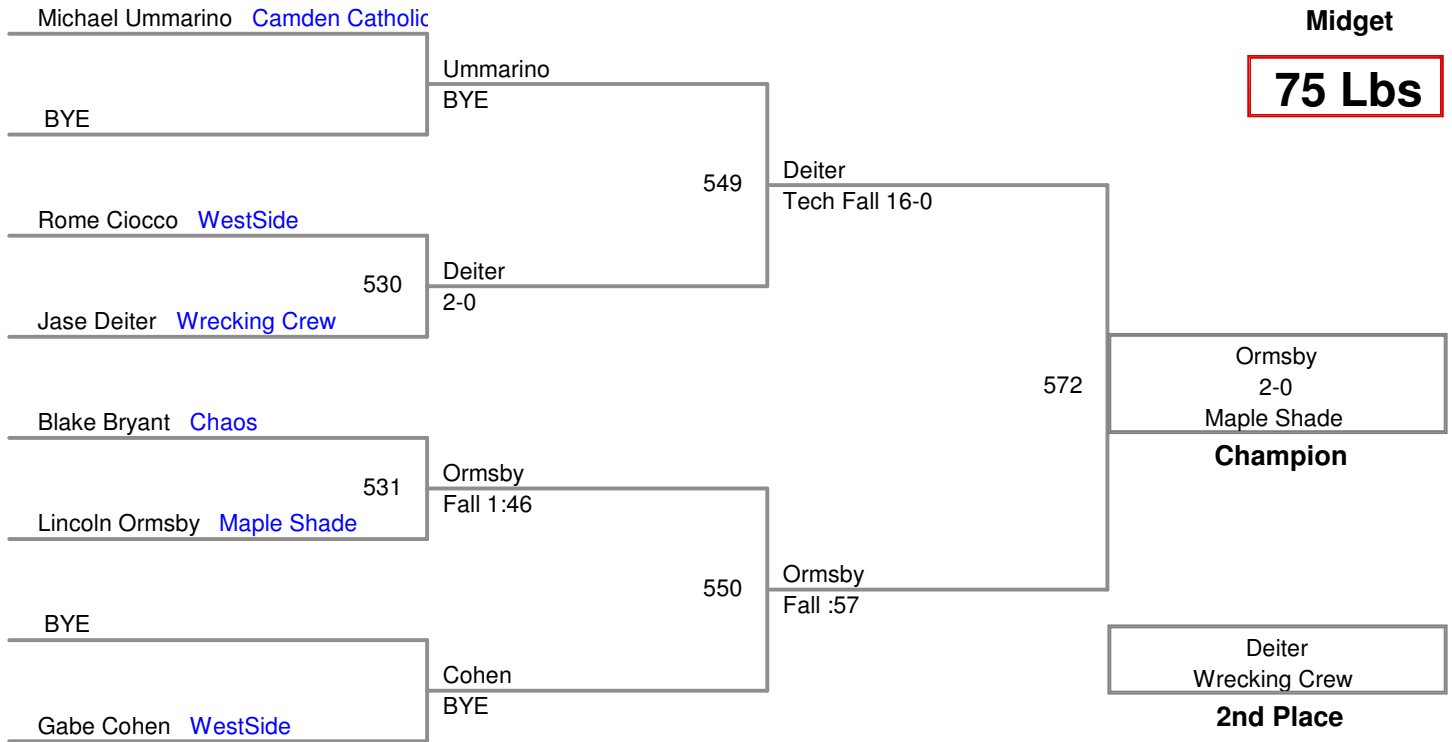 Michael Ummarino Camden Catholic
Midget
75 Lbs
Ummarino
BYE
BYE
549
Deiter
Tech Fall 16-0
Rome Ciocco WestSide
530
Deiter
2-0
Jase Deiter Wrecking Crew
572
Ormsby
2-0
Maple Shade
Champion
Blake Bryant Chaos
531
Ormsby
Fall 1:46
Lincoln Ormsby Maple Shade
550
Ormsby
Fall :57
BYE
Cohen
BYE
Gabe Cohen WestSide
Deiter
Wrecking Crew
2nd Place